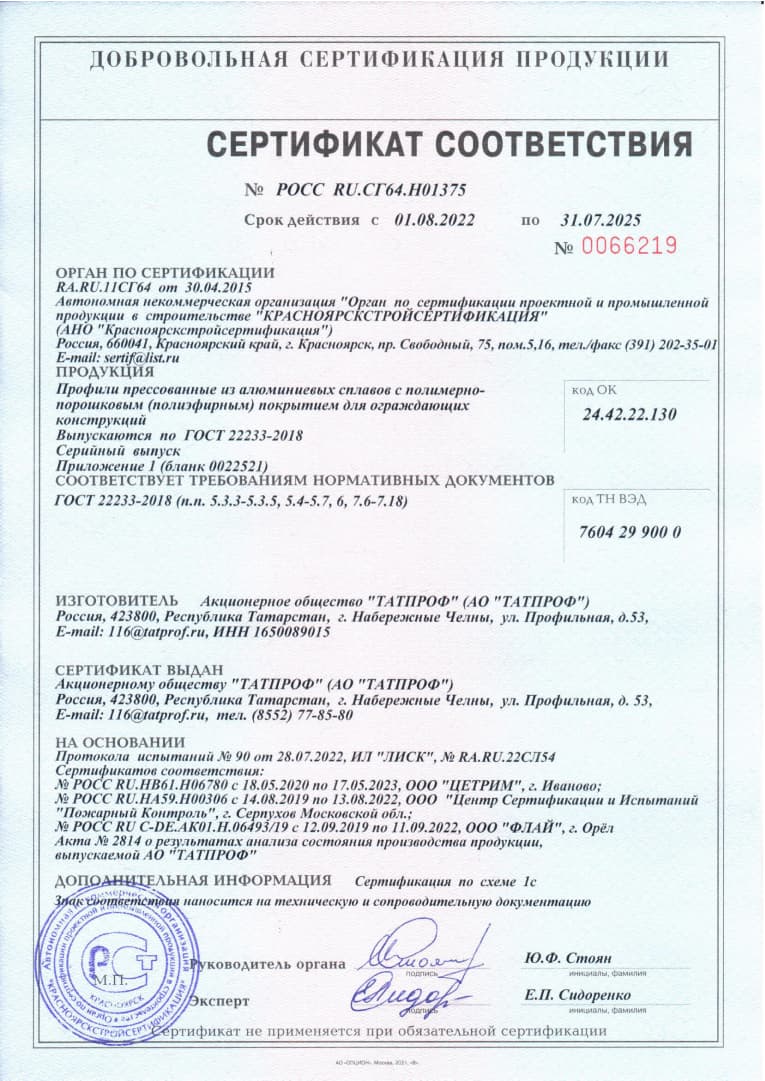 ДОБРОВОЛЬНАЯ СЕРТИФИКАЦИЯ ПРОДУКЦИИ
СЕРТИФИКАТ СООТВЕТСТВИЯ
№ РОСС RU.СГ64.Н01375
Срок действия с 01.08.2022 по 31.07.2025
№ 0066219
ОРГАН ПО СЕРТИФИКАЦИИ
RA.RU.11СГ64 от 30.04.2015
Автономная некоммерческая организация "Орган по сертификации проектной и промышленной
продукции в строительстве "КРАСНОЯРСКСТРОЙСЕРТИФИКАЦИЯ"
(АНО "Красноярскстройсертификация")
Россия, 660041, Красноярский край, г. Красноярск, пр. Свободный, 75, пом.5,16, тел./факс (391) 202-35-01
E-mail: sertif@list.ru
ПРОДУКЦИЯ
Профили прессованные из алюминиевых сплавов с полимерно-
порошковым (полиэфирным) покрытием для ограждающих
конструкций
Выпускаются по ГОСТ 22233-2018
Серийный выпуск
Приложение 1 (бланк 0022521)
код ОК
24.42.22.130
СООТВЕТСТВУЕТ ТРЕБОВАНИЯМ НОРМАТИВНЫХ ДОКУМЕНТОВ
ГОСТ 22233-2018 (п.п. 5.3.3-5.3.5, 5.4-5.7, 6, 7.6-7.18)
код ТН ВЭД
7604 29 900 0
ИЗГОТОВИТЕЛЬ Акционерное общество "ТАТПРОФ" (АО "ТАТПРОФ")
Россия, 423800, Республика Татарстан, г. Набережные Челны, ул. Профильная, д.53,
E-mail: 116@tatprof.ru, ИНН 1650089015
СЕРТИФИКАТ ВЫДАН
Акционерному обществу "ТАТПРОФ" (АО "ТАТПРОФ")
Россия, 423800, Республика Татарстан, г. Набережные Челны, ул. Профильная, д. 53,
E-mail: 116@tatprof.ru, тел. (8552) 77-85-80
НА ОСНОВАНИИ
Протокола испытаний № 90 от 28.07.2022, ИЛ "ЛИСК", № RA.RU.22СЛ54
Сертификатов соответствия:
№ РОСС RU.НВ61.Н06780 с 18.05.2020 по 17.05.2023, ООО "ЦЕТРИМ", г. Иваново;
№ РОСС RU.НА59.Н00306 с 14.08.2019 по 13.08.2022, ООО "Центр Сертификации и Испытаний
"Пожарный Контроль", г. Серпухов Московской обл.;
№ РОСС RU С-DE.АК01.Н.06493/19 с 12.09.2019 по 11.09.2022, ООО "ФЛАЙ", г. Орёл
Акта № 2814 о результатах анализа состояния производства продукции,
выпускаемой АО "ТАТПРОФ"
ДОПОЛНИТЕЛЬНАЯ ИНФОРМАЦИЯ Сертификация по схеме 1с
Знак соответствия наносится на техническую и сопроводительную документацию
Автономная некоммерческая организация
"КРАСНОЯРСКСТРОЙСЕРТИФИКАЦИЯ"
КРАСНОЯРСК
М.П.
Руководитель органа
подпись
Ю.Ф. Стоян
инициалы, фамилия
Эксперт
подпись
Е.П. Сидоренко
инициалы, фамилия
Сертификат не применяется при обязательной сертификации
АО «ОПЦИОН», Москва, 2021, «В».